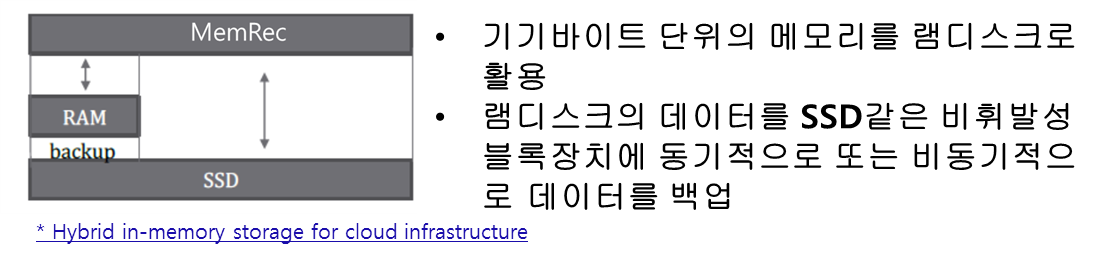 MemRec
RAM
backup
SSD
• 기기바이트 단위의 메모리를 램디스크로
활용
• 램디스크의 데이터를 SSD같은 비휘발성
블록장치에 동기적으로 또는 비동기적으
로 데이터를 백업
* Hybrid in-memory storage for cloud infrastructure